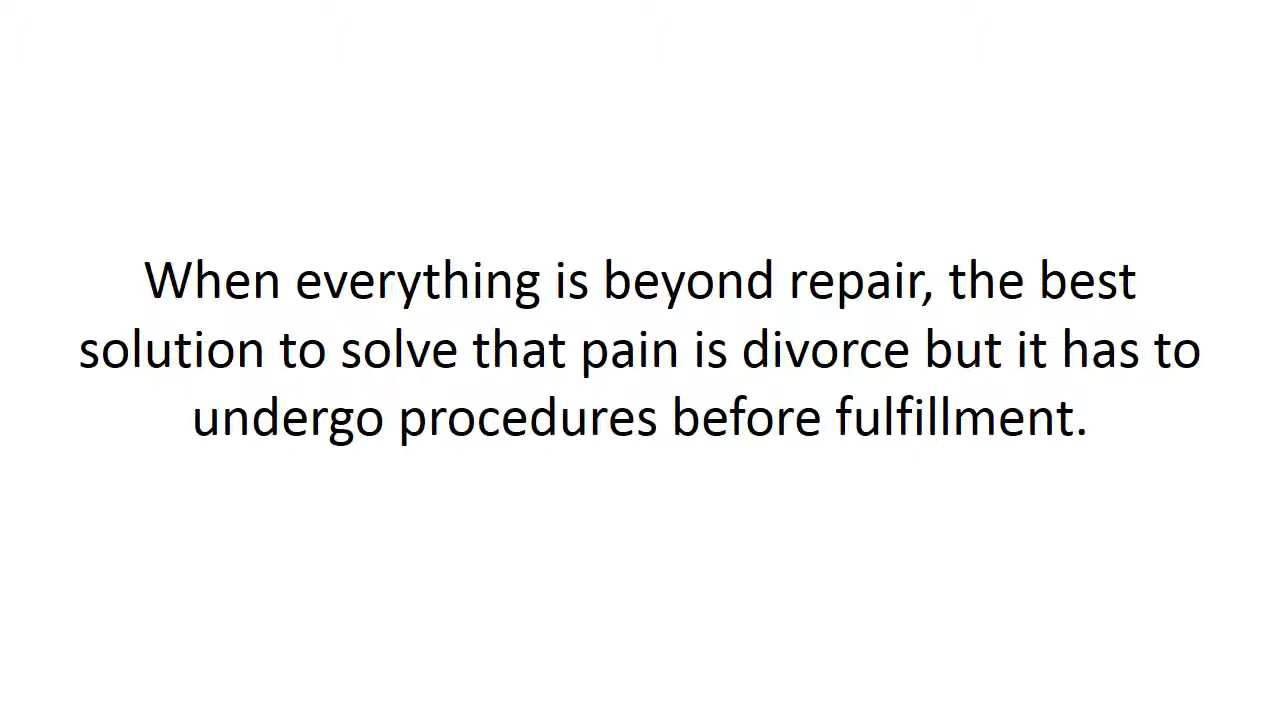 When everything is beyond repair, the best
solution to solve that pain is divorce but it has to
undergo procedures before fulfillment.